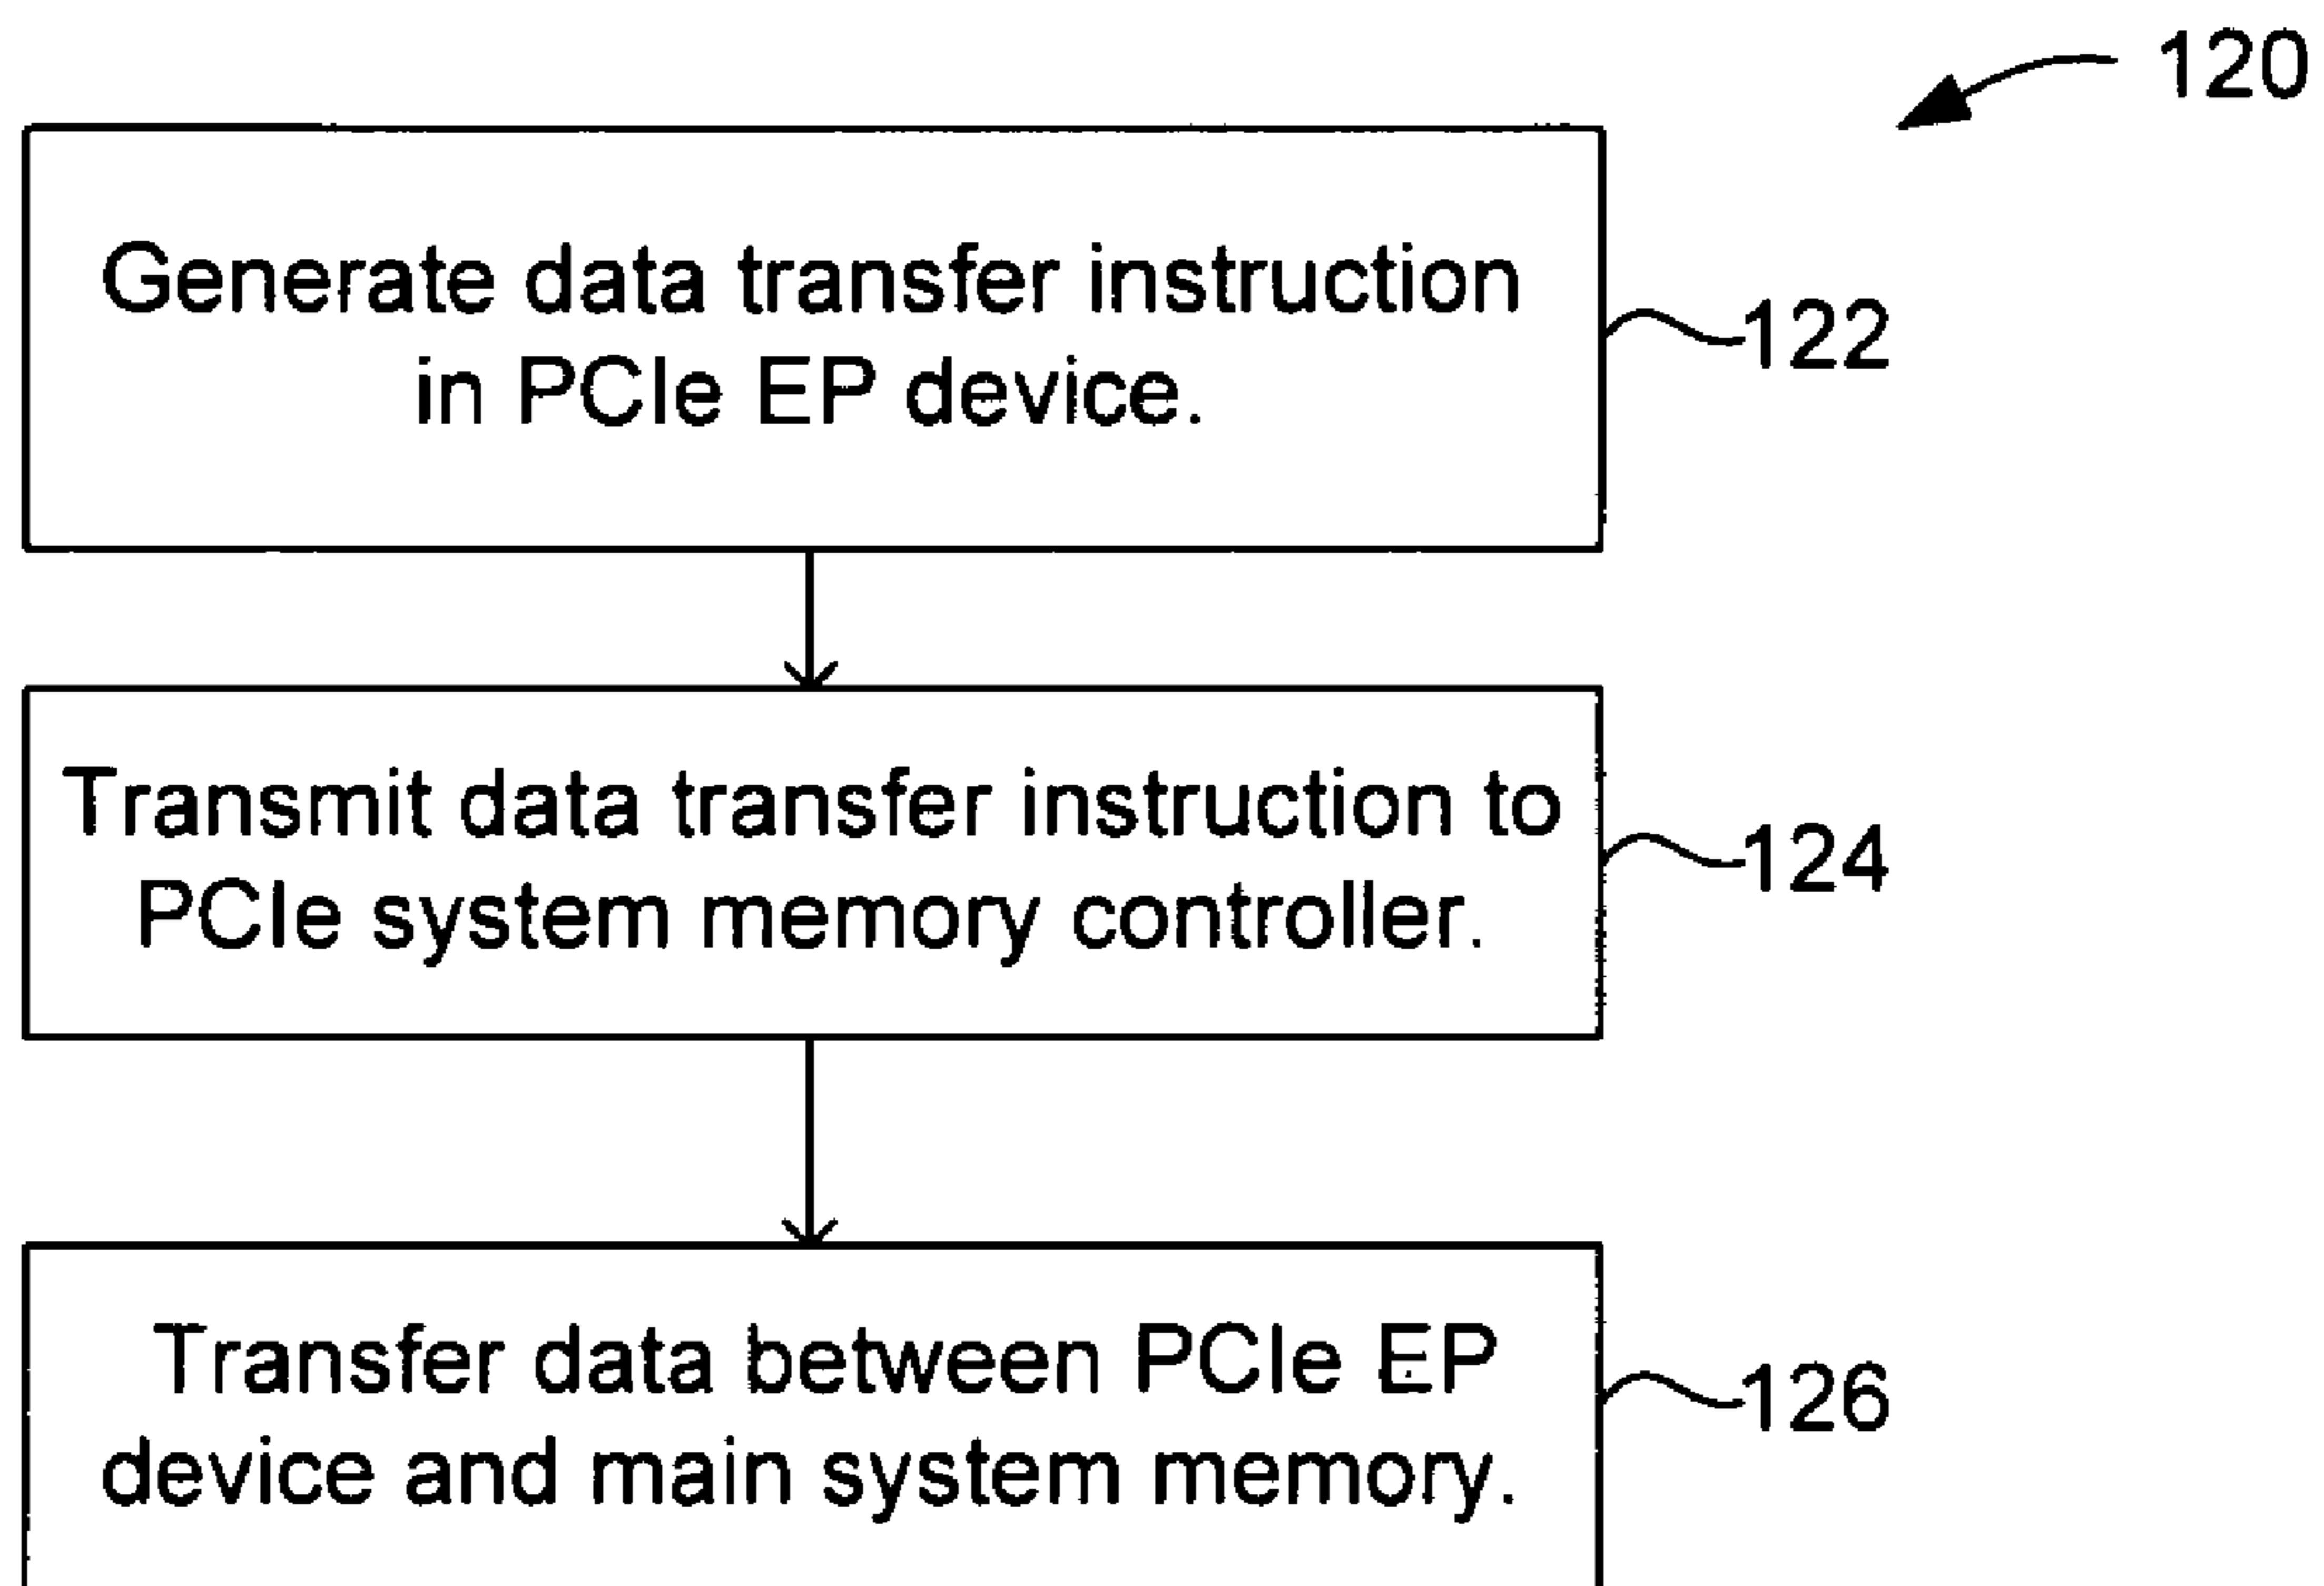 120
Generate data transfer instruction
in PCIe EP device.
122
Transmit data transfer instruction to
PCIe system memory controller.
124
Transfer data between PCIe EP
device and main system memory.
126